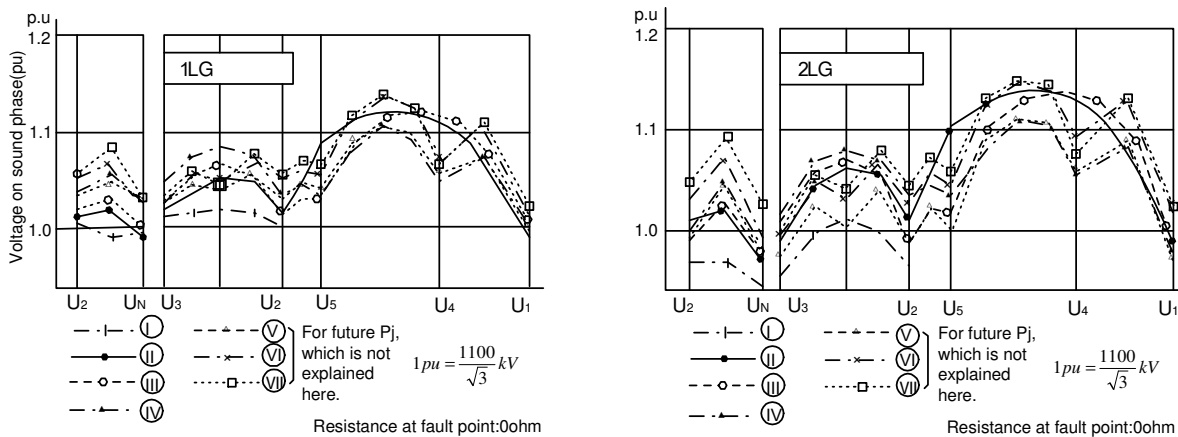 p.u
1.2
1.1
1.0
Voltage on sound phase(pu)
1LG
U2 UN U3 U2 U5 U4 U1
I
II
III
IV
V
VI
VII
For future Pj,
which is not
explained
here.
1pu = 1100/√3 kV
Resistance at fault point:0ohm
p.u
1.2
1.1
1.0
2LG
U2 UN U3 U2 U5 U4 U1
I
II
III
IV
V
VI
VII
For future Pj,
which is not
explained
here.
1pu = 1100/√3 kV
Resistance at fault point:0ohm